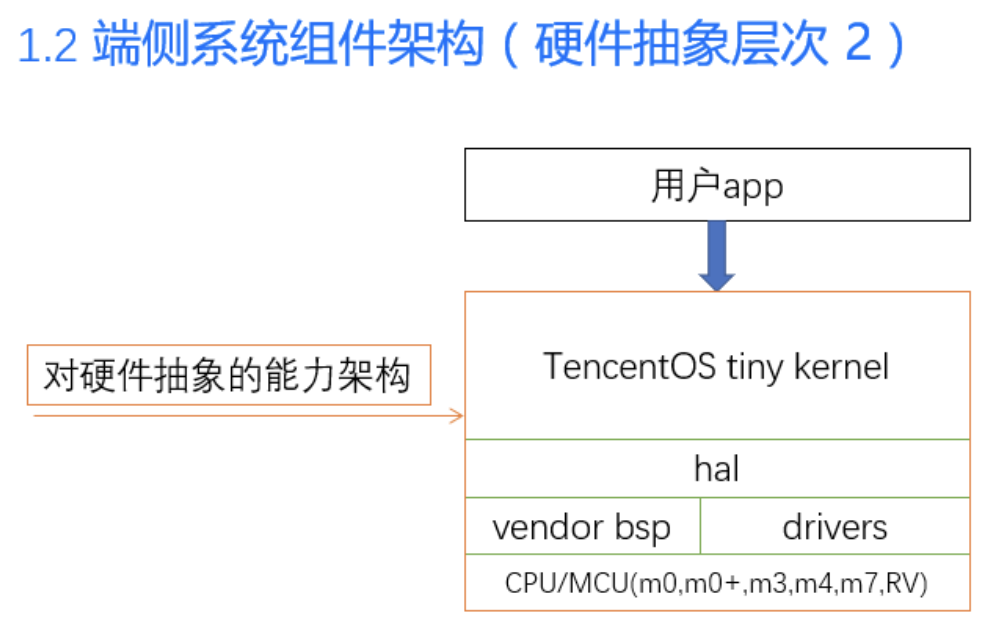 1.2 端侧系统组件架构（硬件抽象层次 2）
用户app
对硬件抽象的能力架构
TencentOS tiny kernel
hal
vendor bsp
drivers
CPU/MCU(m0,m0+,m3,m4,m7,RV)